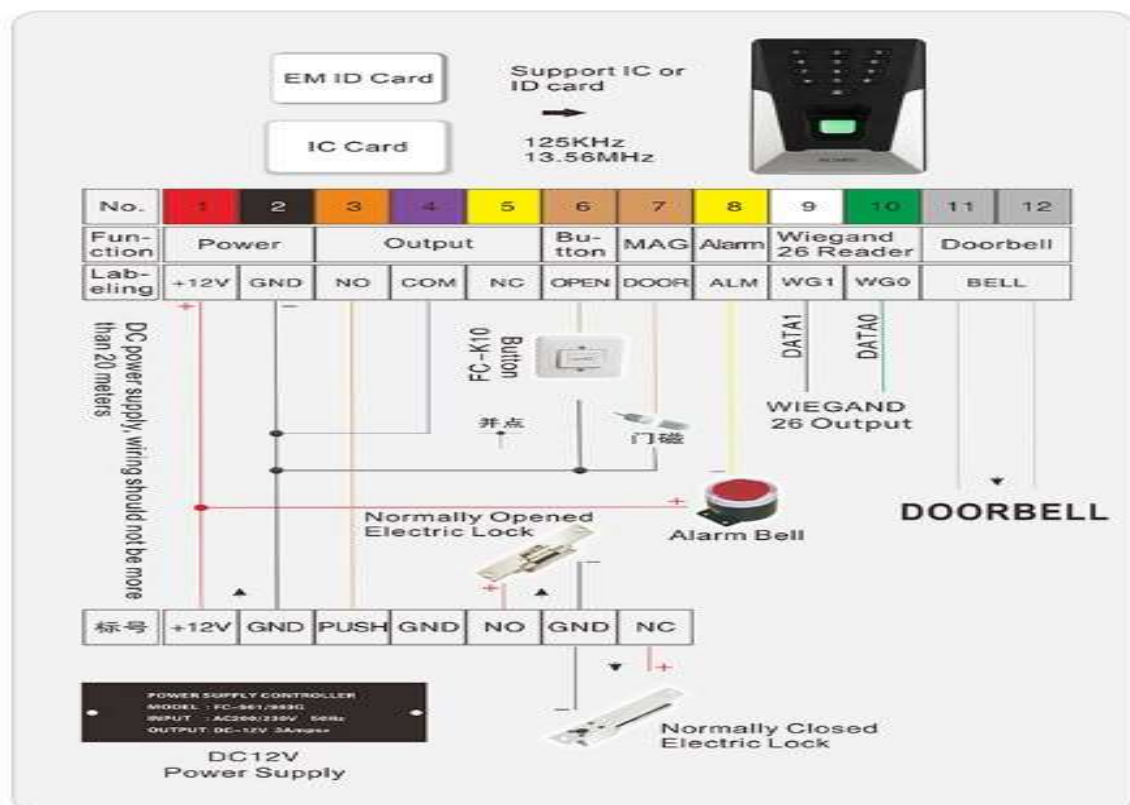 EM ID Card
Support IC or
ID card
IC Card
125KHz
13.56MHz
No. 1 2 3 4 5 6 7 8 9 10 11 12
Fun-
ction
Power
Output
Bu-
tton
MAG
Alarm
Wiegand
26 Reader
Doorbell
Lab-
eling
+12V GND NO COM NC OPEN DOOR ALM WG1 WG0 BELL
+
−
DC power supply, wiring should not be more
than 20 meters
FC-K10
Button
DATA1
DATA0
WIEGAND
26 Output
并点
门磁
−
+
DOORBELL
Normally Opened
Electric Lock
Alarm Bell
−
+
标号 +12V GND PUSH GND NO GND NC
+
−
POWER SUPPLY CONTROLLER
OUTPUT: DC-12V 3Amps
Normally Closed
Electric Lock
DC12V
Power Supply